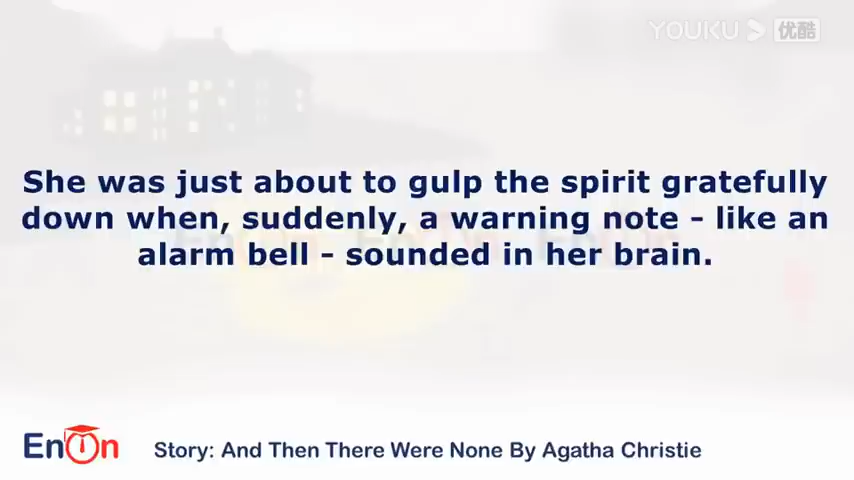 YOUKU 优酷
She was just about to gulp the spirit gratefully
down when, suddenly, a warning note - like an
alarm bell - sounded in her brain.
EnOn
Story: And Then There Were None By Agatha Christie